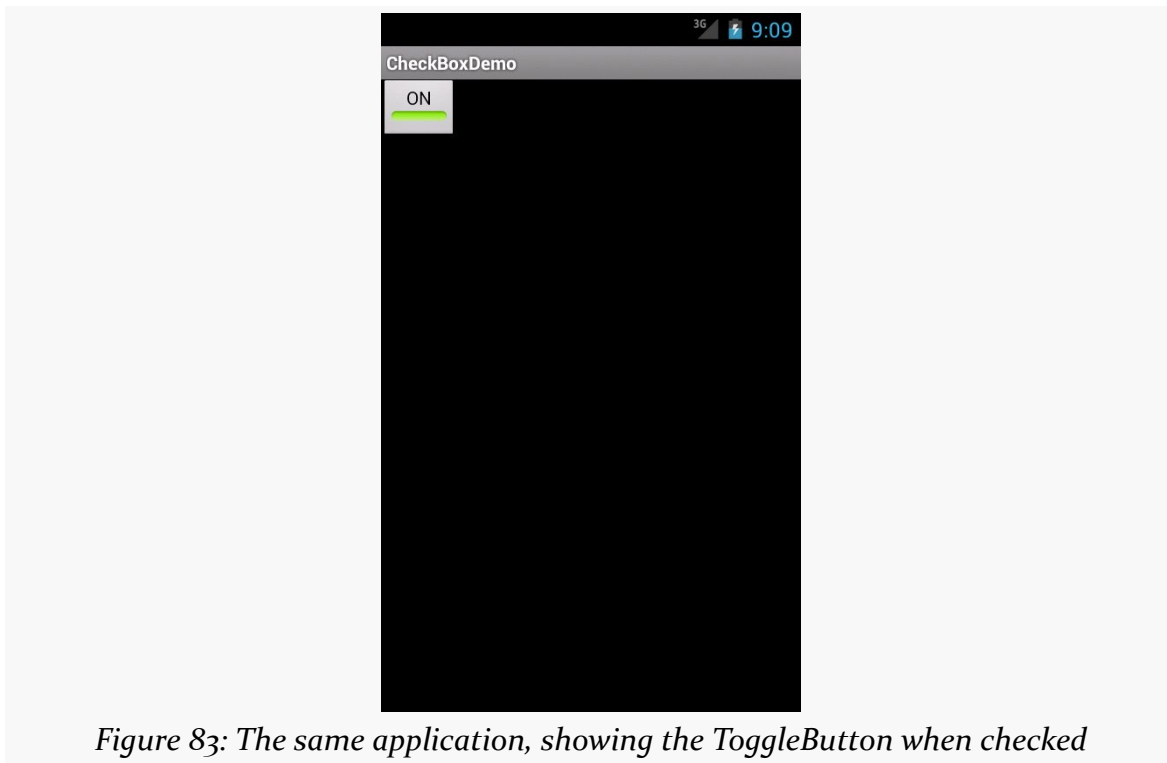 3G 9:09
CheckBoxDemo
ON
Figure 83: The same application, showing the ToggleButton when checked